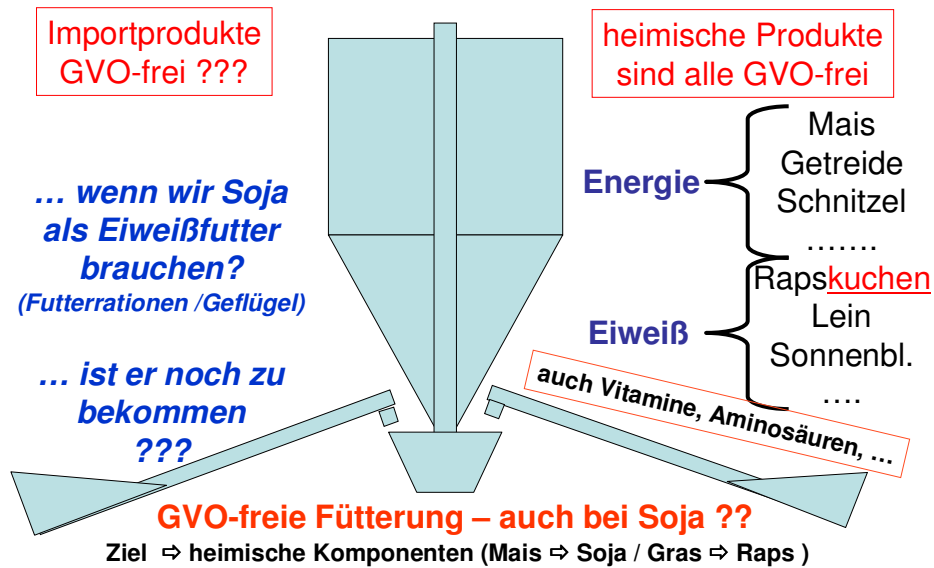 Importprodukte
GVO-frei ???
heimische Produkte
sind alle GVO-frei
… wenn wir Soja
als Eiweißfutter
brauchen?
(Futterrationen /Geflügel)
… ist er noch zu
bekommen
???
Energie
Mais
Getreide
Schnitzel
…….
Eiweiß
Rapskuchen
Lein
Sonnenbl.
….
auch Vitamine, Aminosäuren, …
GVO-freie Fütterung – auch bei Soja ??
Ziel ⇨ heimische Komponenten (Mais ⇨ Soja / Gras ⇨ Raps )